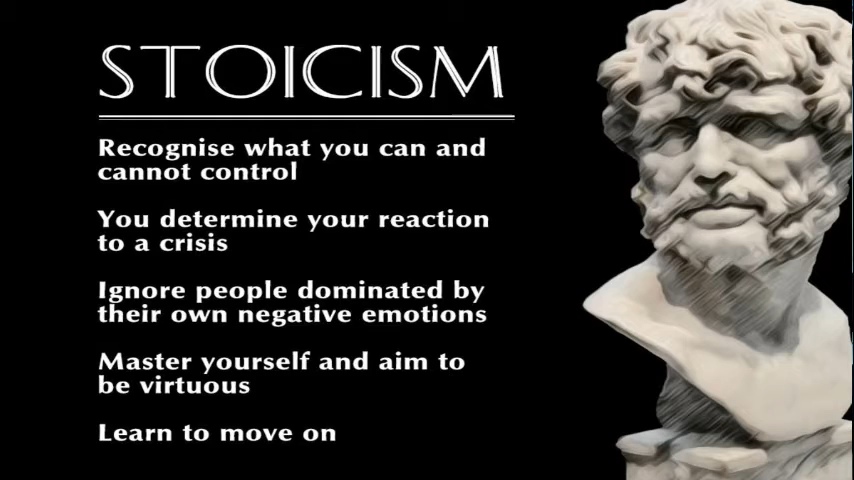 STOICISM
Recognise what you can and
cannot control
You determine your reaction
to a crisis
Ignore people dominated by
their own negative emotions
Master yourself and aim to
be virtuous
Learn to move on